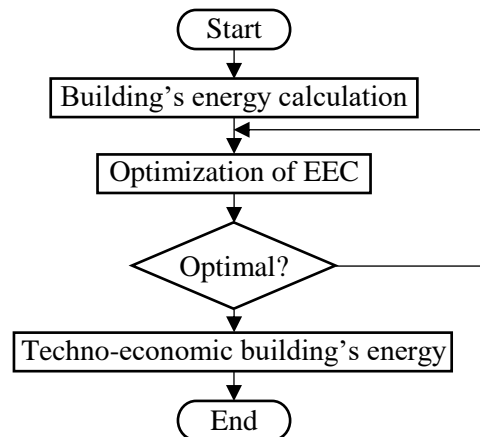 Start
Building's energy calculation
Optimization of EEC
Optimal?
Techno-economic building's energy
End